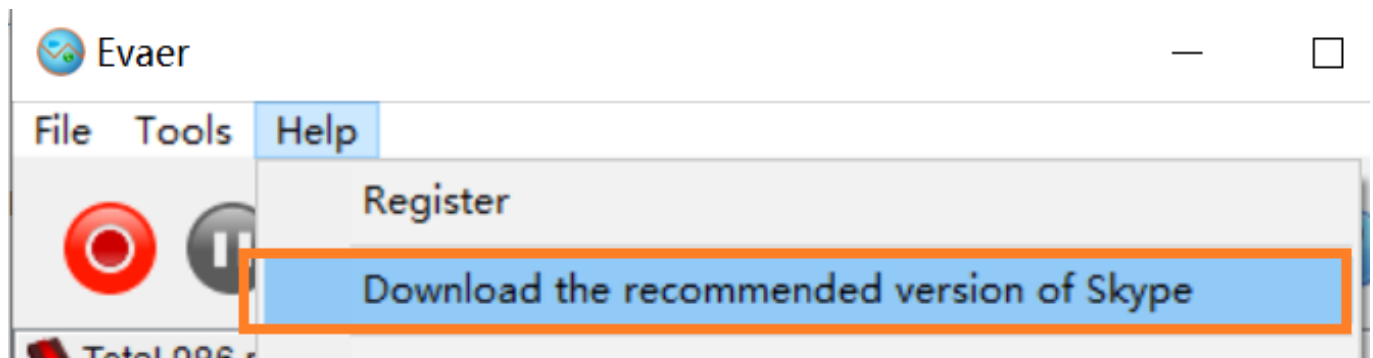 Evaer
File Tools Help
Register
Download the recommended version of Skype